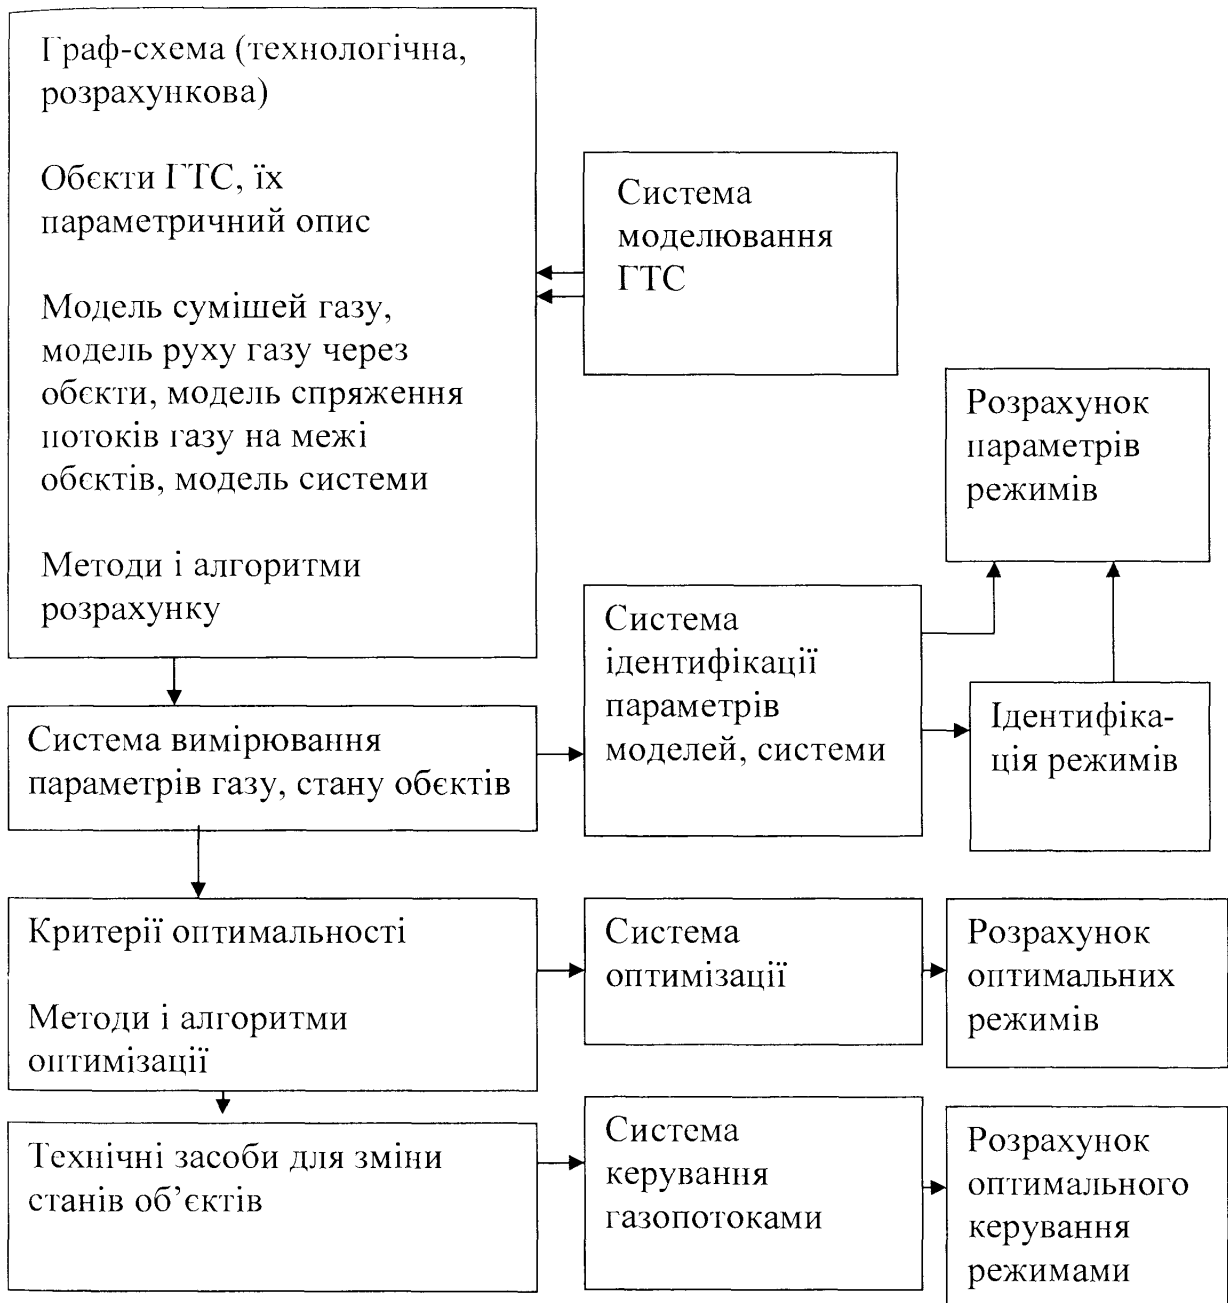 Граф-схема (технологічна,
розрахункова)
Обєкти ГТС, їх
параметричний опис
Модель сумішей газу,
модель руху газу через
обєкти, модель спряження
потоків газу на межі
обєктів, модель системи
Методи і алгоритми
розрахунку
Система
моделювання
ГТС
Розрахунок
параметрів
режимів
Система
ідентифікації
параметрів
моделей, системи
Ідентифіка-
ція режимів
Система вимірювання
параметрів газу, стану обєктів
Критерії оптимальності
Методи і алгоритми
оптимізації
Система
оптимізації
Розрахунок
оптимальних
режимів
Технічні засоби для зміни
станів об’єктів
Система
керування
газопотоками
Розрахунок
оптимального
керування
режимами